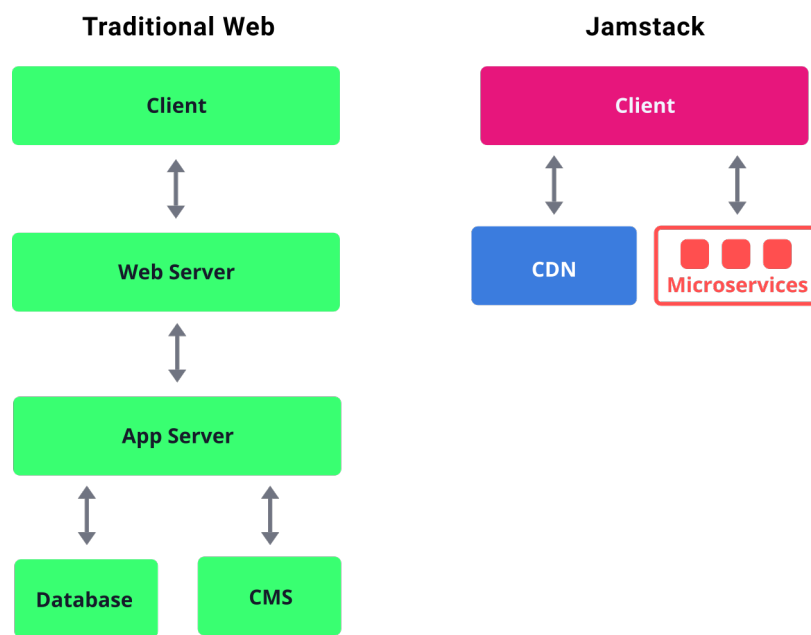 Traditional Web
Client
Web Server
App Server
Database
CMS
Jamstack
Client
CDN
Microservices